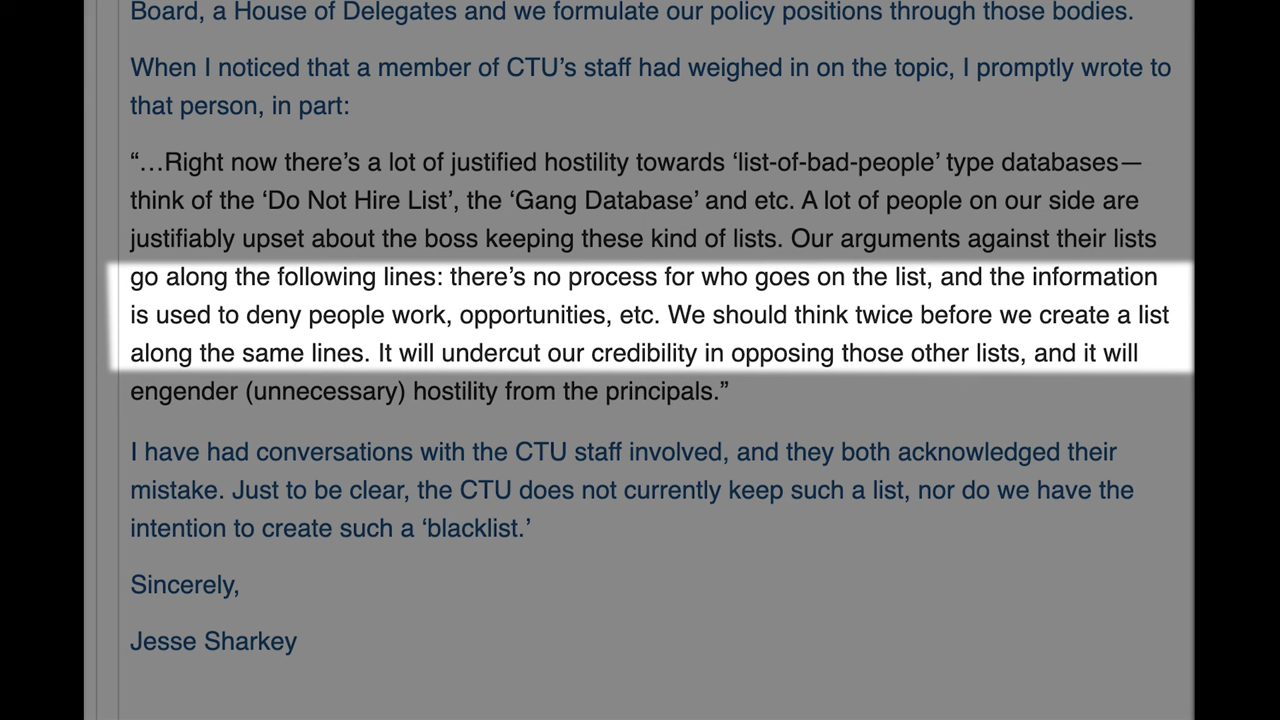 Board, a House of Delegates and we formulate our policy positions through those bodies.
When I noticed that a member of CTU’s staff had weighed in on the topic, I promptly wrote to
that person, in part:
“…Right now there’s a lot of justified hostility towards ‘list-of-bad-people’ type databases—
think of the ‘Do Not Hire List’, the ‘Gang Database’ and etc. A lot of people on our side are
justifiably upset about the boss keeping these kind of lists. Our arguments against their lists
go along the following lines: there’s no process for who goes on the list, and the information
is used to deny people work, opportunities, etc. We should think twice before we create a list
along the same lines. It will undercut our credibility in opposing those other lists, and it will
engender (unnecessary) hostility from the principals.”
I have had conversations with the CTU staff involved, and they both acknowledged their
mistake. Just to be clear, the CTU does not currently keep such a list, nor do we have the
intention to create such a ‘blacklist.’
Sincerely,
Jesse Sharkey